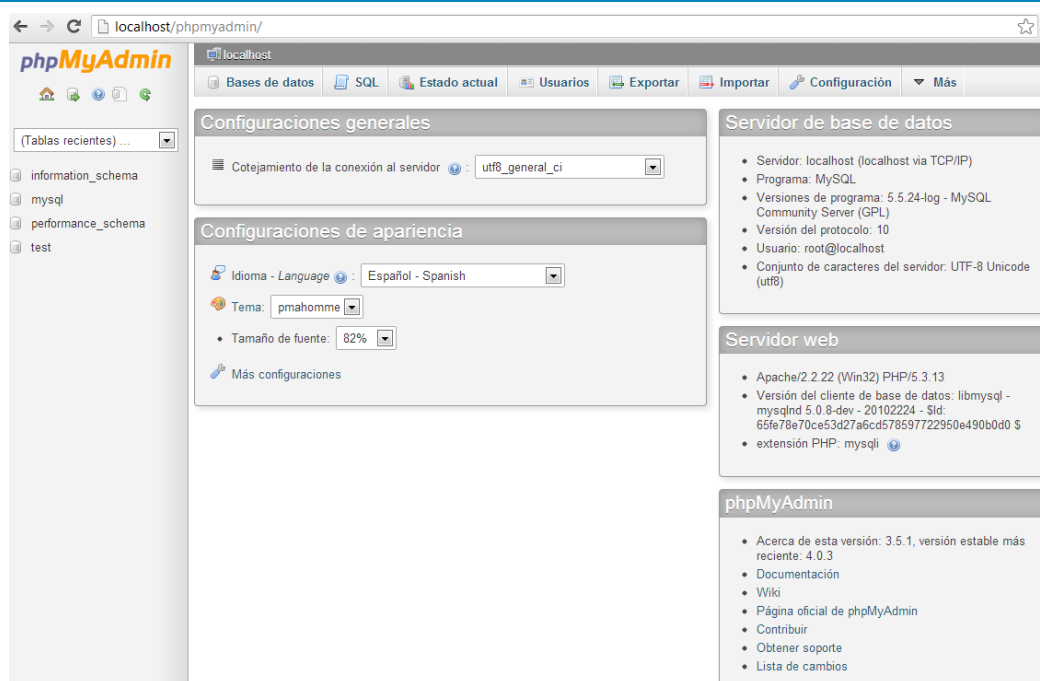 localhost/phpmyadmin/
phpMyAdmin
(Tablas recientes) ...
information_schema
mysql
performance_schema
test
localhost
Bases de datos SQL Estado actual Usuarios Exportar Importar Configuración Más
Configuraciones generales
Cotejamiento de la conexión al servidor : utf8_general_ci
Configuraciones de apariencia
Idioma - Language : Español - Spanish
Tema: pmahomme
Tamaño de fuente: 82%
Más configuraciones
Servidor de base de datos
Servidor: localhost (localhost via TCP/IP)
Programa: MySQL
Versiones de programa: 5.5.24-log - MySQL
Community Server (GPL)
Versión del protocolo: 10
Usuario: root@localhost
Conjunto de caracteres del servidor: UTF-8 Unicode
(utf8)
Servidor web
Apache/2.2.22 (Win32) PHP/5.3.13
Versión del cliente de base de datos: libmysql -
mysqlnd 5.0.8-dev - 20102224 - $Id:
65fe78e70ce53d27a6cd578597722950e490b0d0 $
extensión PHP: mysqli
phpMyAdmin
Acerca de esta versión: 3.5.1, versión estable más
reciente: 4.0.3
Documentación
Wiki
Página oficial de phpMyAdmin
Contribuir
Obtener soporte
Lista de cambios